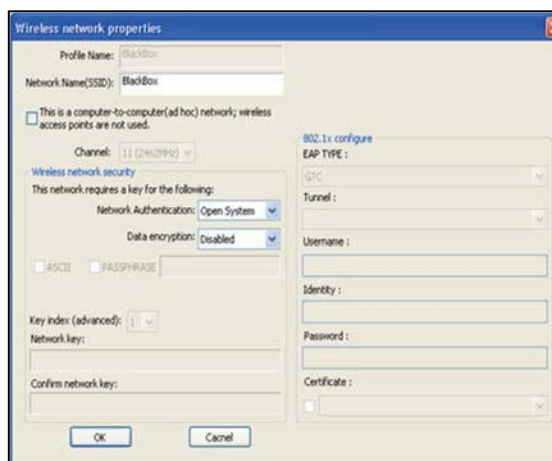 Wireless network properties
Profile Name: BlackBox
Network Name(SSID): BlackBox
This is a computer-to-computer(ad hoc) network; wireless
access points are not used.
Channel: 11 (2462MHz)
Wireless network security
This network requires a key for the following:
Network Authentication: Open System
Data encryption: Disabled
ASCII PASSPHRASE
Key index (advanced): 1
Network key:
Confirm network key:
OK Cacnel
802.1x configure
EAP TYPE :
GTC
Tunnel :
Username :
Identity :
Password :
Certificate :